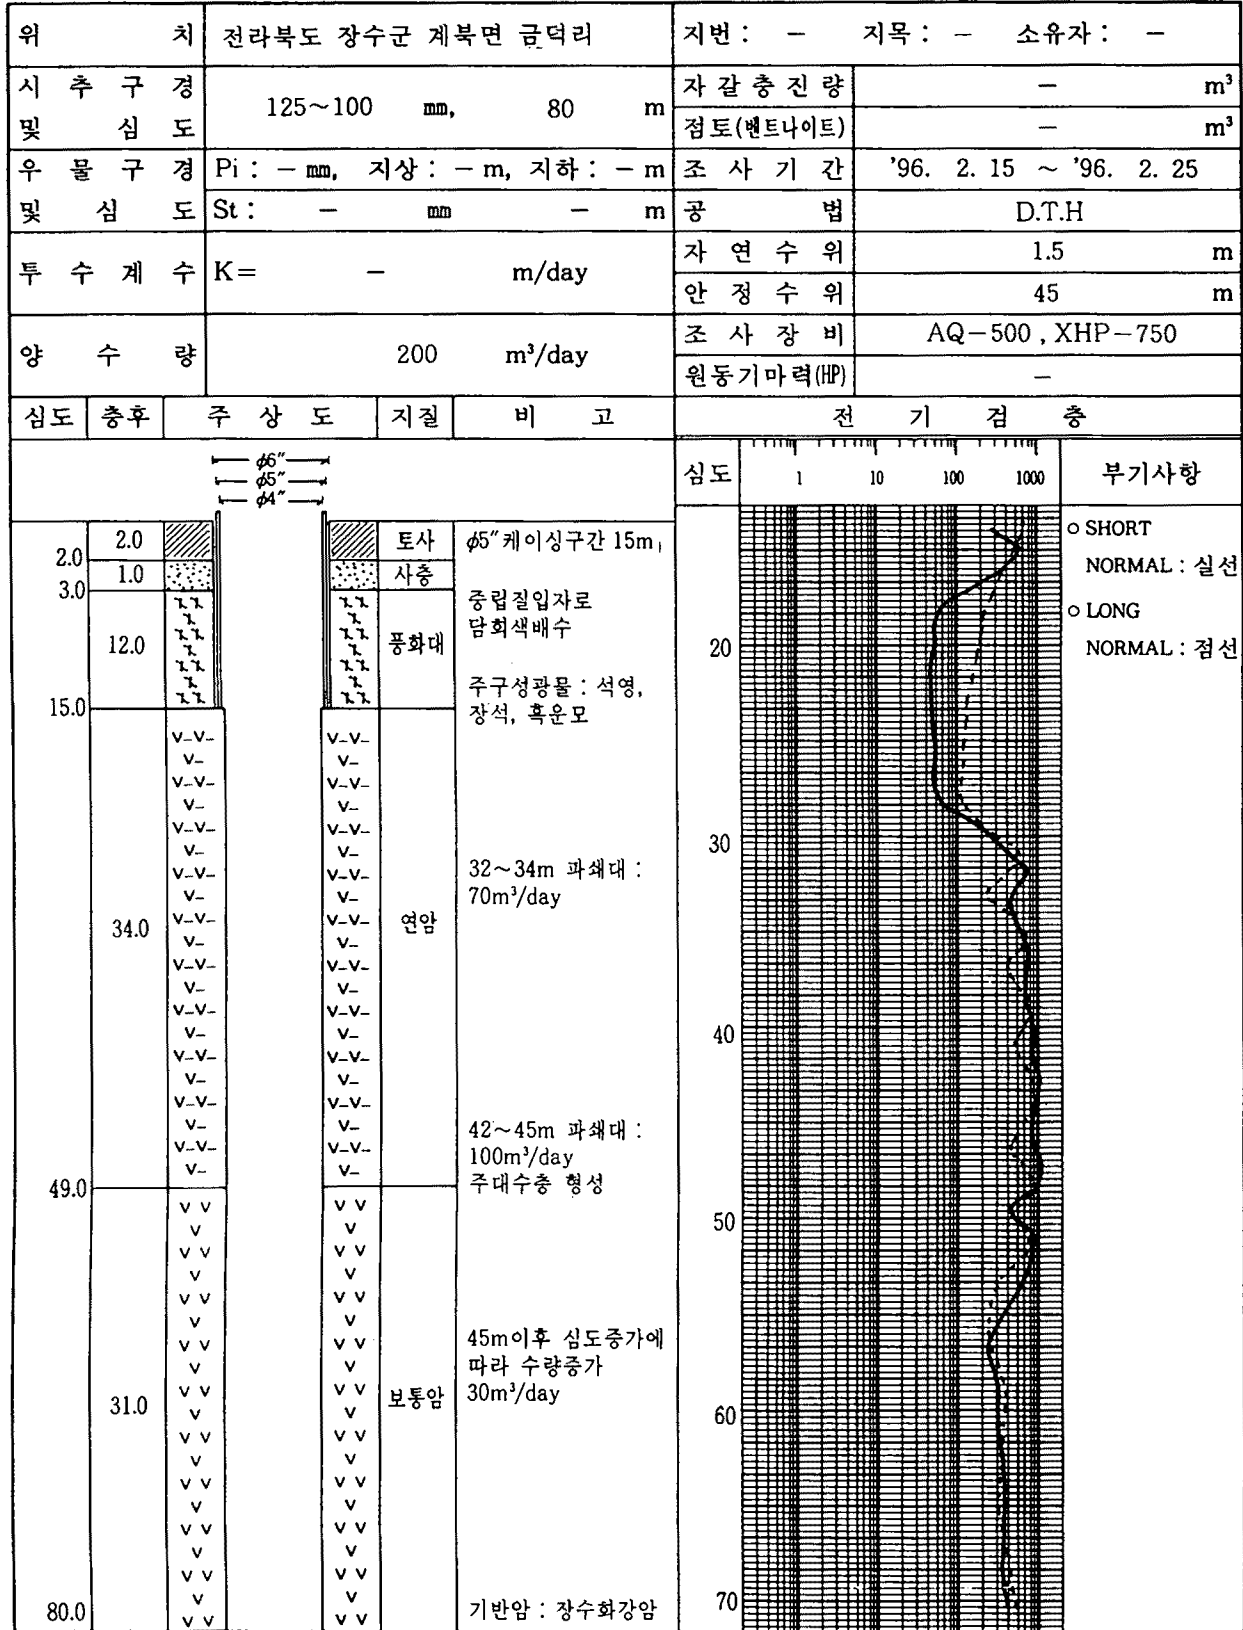 위 치 전라북도 장수군 계북면 금덕리 지번 : － 지목 : － 소유자 : －
시 추 구 경 및 심 도 125~100 ㎜, 80 m
자 갈 충 진 량 － m³
점토(벤트나이트) － m³
우 물 구 경 및 심 도 Pi : － ㎜, 지상 : － m, 지하 : － m
St : － ㎜ － m
조 사 기 간 '96. 2. 15 ~ '96. 2. 25
공 법 D.T.H
투 수 계 수 K= － m/day
자 연 수 위 1.5 m
안 정 수 위 45 m
양 수 량 200 m³/day
조 사 장 비 AQ-500 , XHP-750
원동기마력(HP) －
심도 층후 주 상 도 지질 비 고 전 기 검 층
φ6″
φ5″
φ4″
2.0 2.0 토사 φ5″케이싱구간 15m
3.0 1.0 사층
15.0 12.0 풍화대
중립질입자로
담회색배수
주구성광물 : 석영,
장석, 흑운모
49.0 34.0 연암
32~34m 파쇄대 :
70m³/day
42~45m 파쇄대 :
100m³/day
주대수층 형성
80.0 31.0 보통암
45m이후 심도증가에
따라 수량증가
30m³/day
기반암 : 장수화강암
심도 1 10 100 1000 부기사항
○ SHORT
NORMAL : 실선
○ LONG
NORMAL : 점선
20
30
40
50
60
70